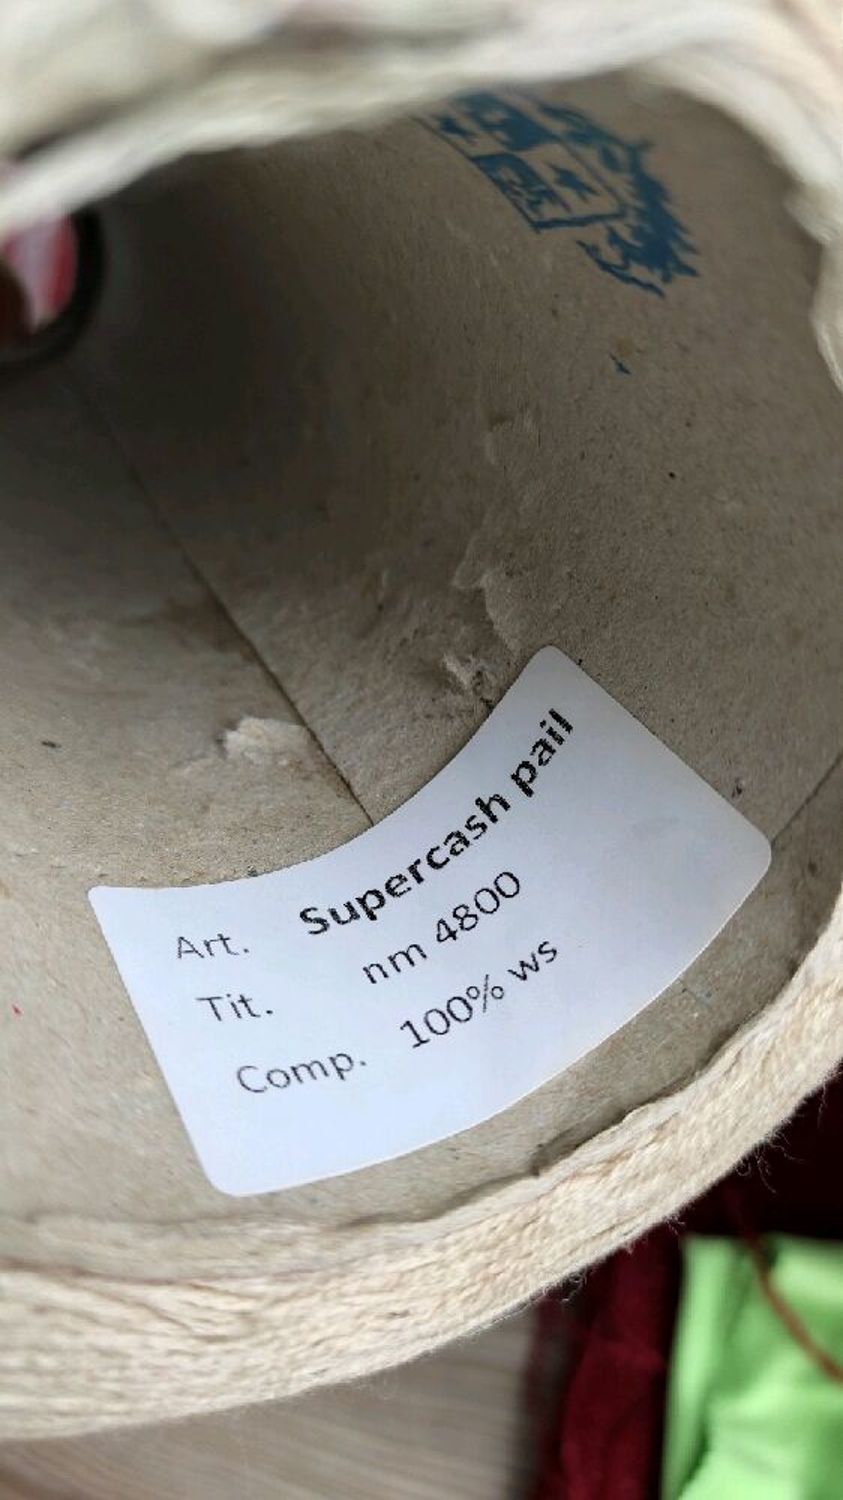 Art. Supercash pail
Tit. nm 4800
Comp. 100% ws